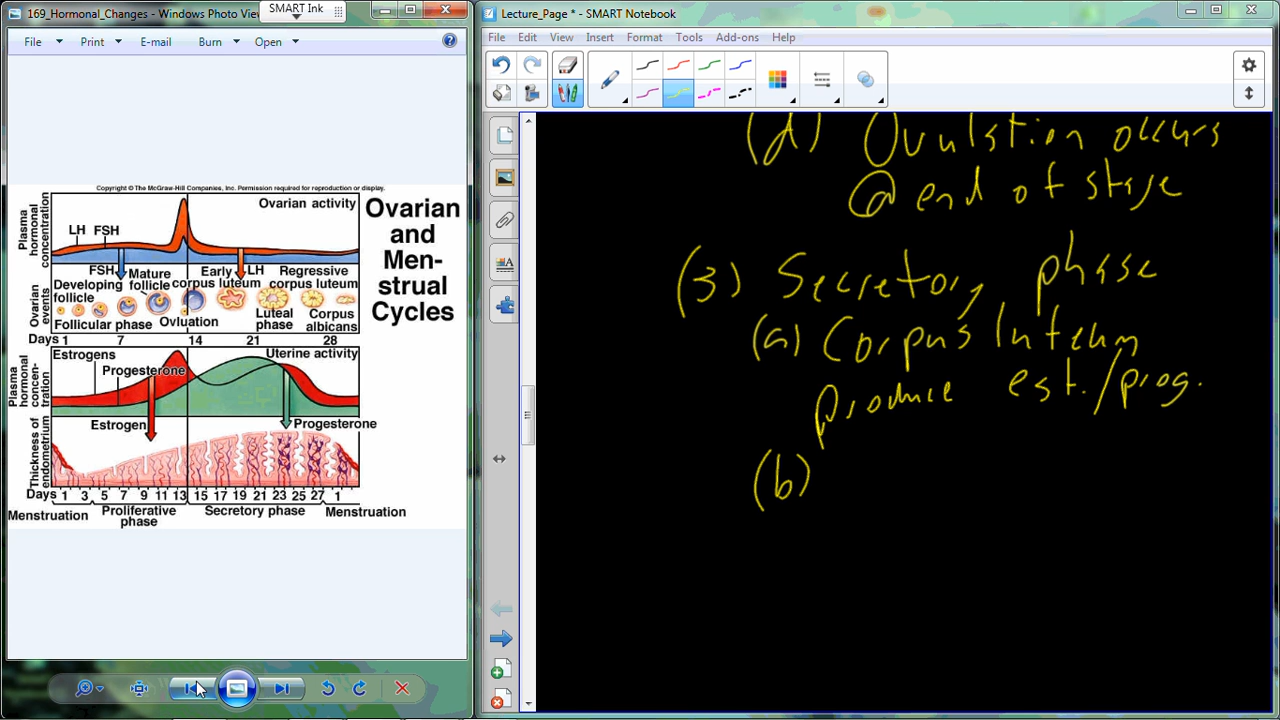 169_Hormonal_Changes - Windows Photo View
SMART Ink
File Print E-mail Burn Open
Copyright © The McGraw-Hill Companies, Inc. Permission required for reproduction or display.
Plasma hormonal concentration
LH FSH
Ovarian activity
Ovarian events
FSH Mature follicle
Early corpus luteum
LH Regressive corpus luteum
Developing follicle
Follicular phase
Ovluation
Luteal phase
Corpus albicans
Days 1 7 14 21 28
Ovarian
and
Men-
strual
Cycles
Plasma hormonal concen-tration
Estrogens
Progesterone
Uterine activity
Estrogen
Progesterone
Thickness of endometrium
Days 1 3 5 7 9 11 13 15 17 19 21 23 25 27 1
Menstruation
Proliferative phase
Secretory phase
Menstruation
Lecture_Page * - SMART Notebook
File Edit View Insert Format Tools Add-ons Help
(d) Ovulation occurs
@ end of stage
(3) Secretory phase
(a) Corpus luteum
produce est./prog.
(b)